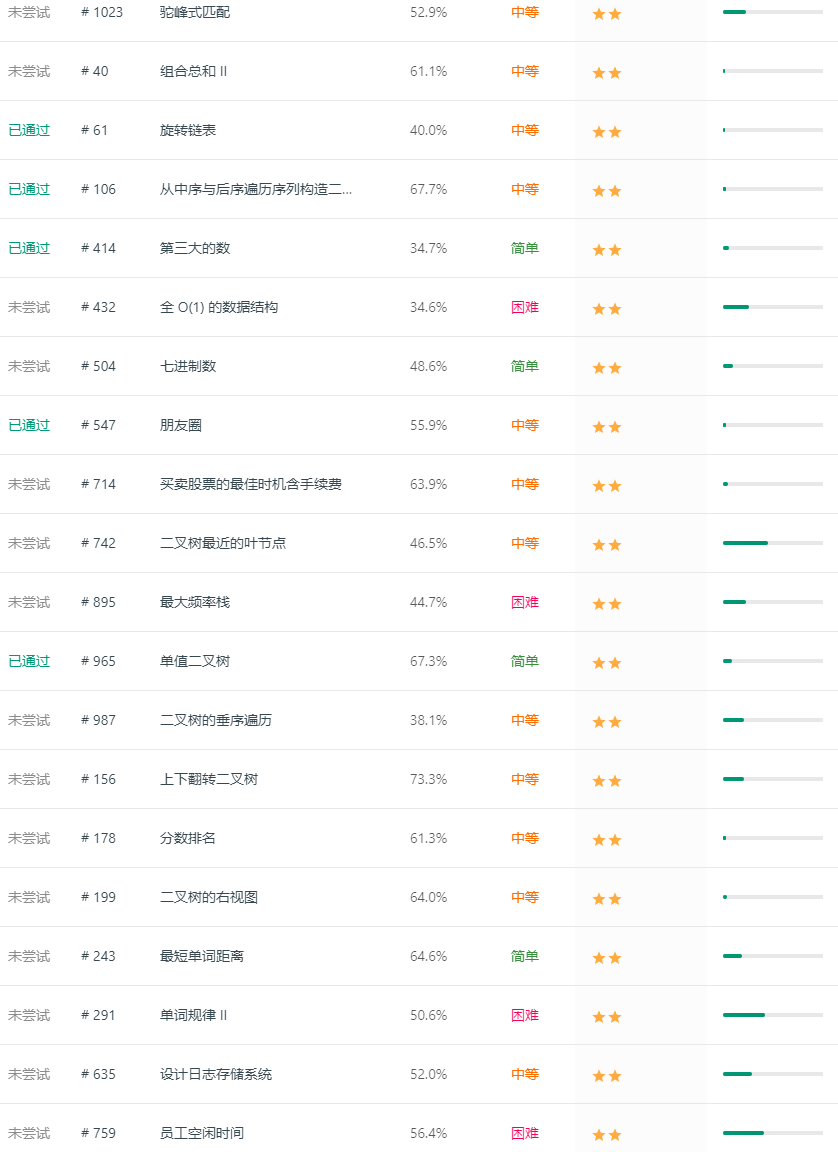 未尝试 # 1023 驼峰式匹配 52.9% 中等
未尝试 # 40 组合总和 II 61.1% 中等
已通过 # 61 旋转链表 40.0% 中等
已通过 # 106 从中序与后序遍历序列构造二... 67.7% 中等
已通过 # 414 第三大的数 34.7% 简单
未尝试 # 432 全 O(1) 的数据结构 34.6% 困难
未尝试 # 504 七进制数 48.6% 简单
已通过 # 547 朋友圈 55.9% 中等
未尝试 # 714 买卖股票的最佳时机含手续费 63.9% 中等
未尝试 # 742 二叉树最近的叶节点 46.5% 中等
未尝试 # 895 最大频率栈 44.7% 困难
已通过 # 965 单值二叉树 67.3% 简单
未尝试 # 987 二叉树的垂序遍历 38.1% 中等
未尝试 # 156 上下翻转二叉树 73.3% 中等
未尝试 # 178 分数排名 61.3% 中等
未尝试 # 199 二叉树的右视图 64.0% 中等
未尝试 # 243 最短单词距离 64.6% 简单
未尝试 # 291 单词规律 II 50.6% 困难
未尝试 # 635 设计日志存储系统 52.0% 中等
未尝试 # 759 员工空闲时间 56.4% 困难